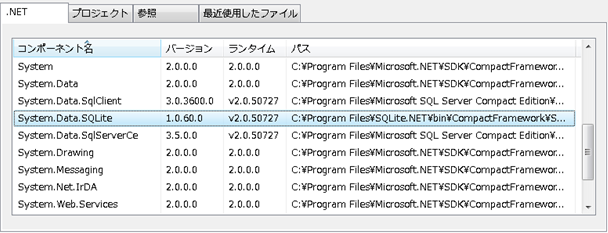 .NET プロジェクト 参照 最近使用したファイル
コンポーネント名 バージョン ランタイム パス
System 2.0.0.0 2.0.0.0 C:¥Program Files¥Microsoft.NET¥SDK¥CompactFramewor...
System.Data 2.0.0.0 2.0.0.0 C:¥Program Files¥Microsoft.NET¥SDK¥CompactFramewor...
System.Data.SqlClient 3.0.3600.0 v2.0.50727 C:¥Program Files¥Microsoft SQL Server Compact Edition¥...
System.Data.SQLite 1.0.60.0 v2.0.50727 C:¥Program Files¥SQLite.NET¥bin¥CompactFramework¥S...
System.Data.SqlServerCe 3.5.0.0 v2.0.50727 C:¥Program Files¥Microsoft SQL Server Compact Edition¥...
System.Drawing 2.0.0.0 2.0.0.0 C:¥Program Files¥Microsoft.NET¥SDK¥CompactFramewor...
System.Messaging 2.0.0.0 2.0.0.0 C:¥Program Files¥Microsoft.NET¥SDK¥CompactFramewor...
System.Net.IrDA 2.0.0.0 2.0.0.0 C:¥Program Files¥Microsoft.NET¥SDK¥CompactFramewor...
System.Web.Services 2.0.0.0 2.0.0.0 C:¥Program Files¥Microsoft.NET¥SDK¥CompactFramewor...